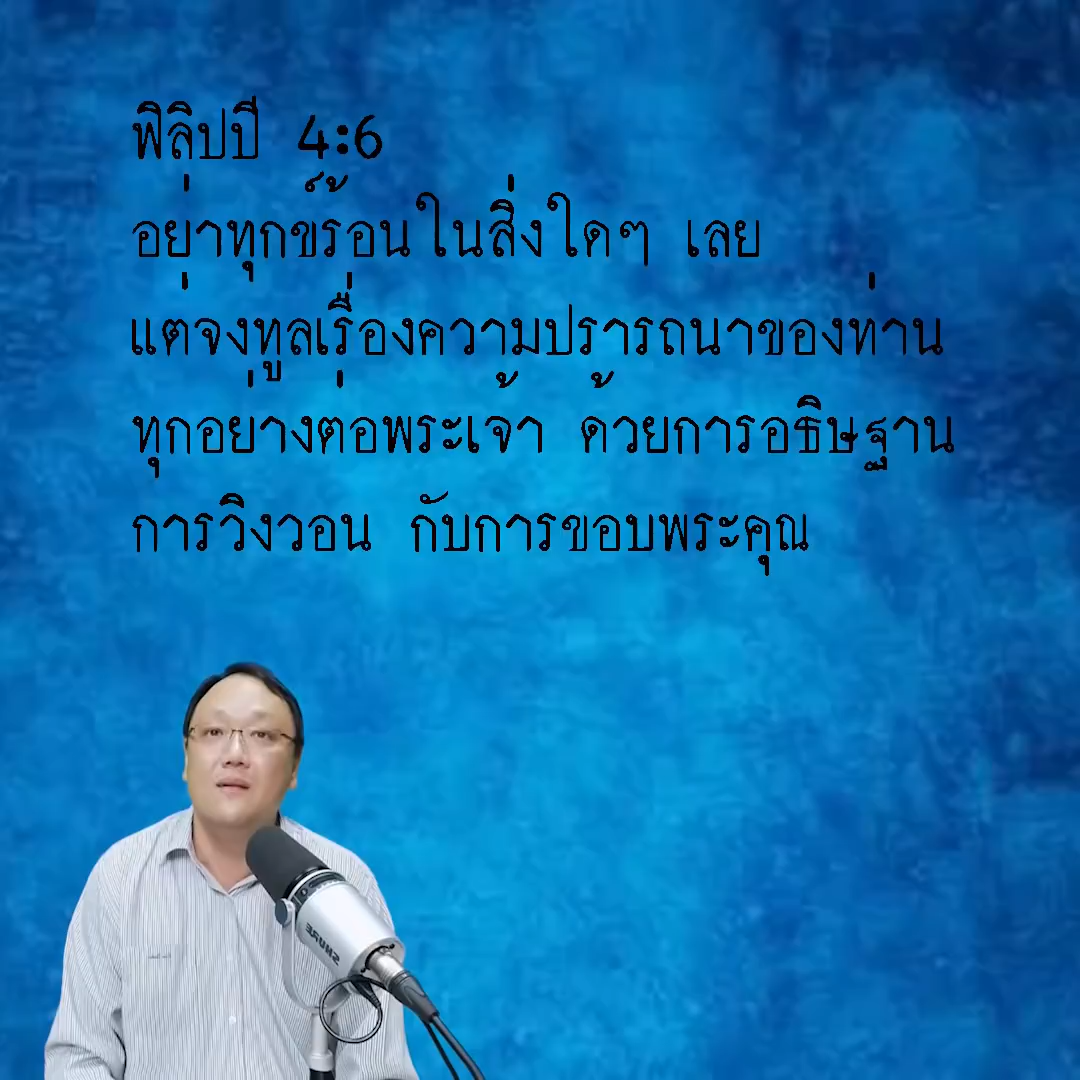 ฟิลิปปี 4:6
อย่าทุกข์ร้อนในสิ่งใดๆ เลย
แต่จงทูลเรื่องความปรารถนาของท่าน
ทุกอย่างต่อพระเจ้า ด้วยการอธิษฐาน
การวิงวอน กับการขอบพระคุณ
SHURE